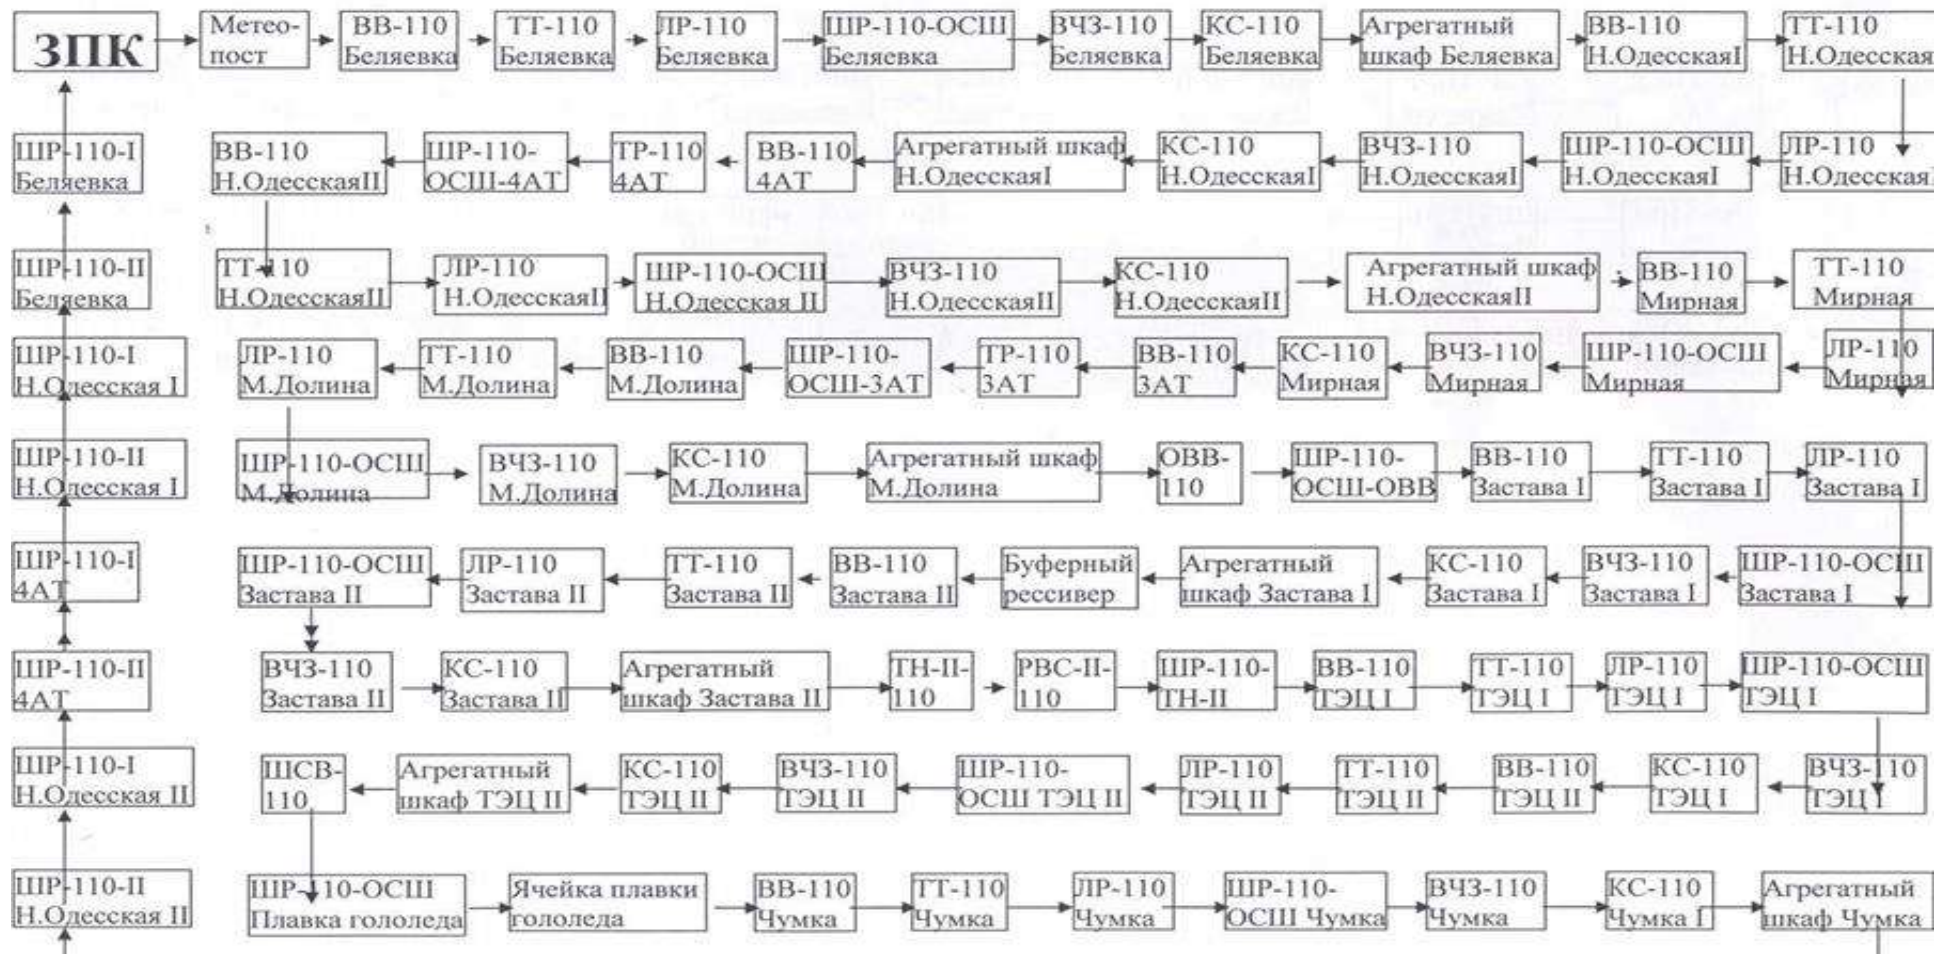 ЗПК
Метео-
пост
ВВ-110
Беляевка
ТТ-110
Беляевка
ЛР-110
Беляевка
ШР-110-ОСШ
Беляевка
ВЧЗ-110
Беляевка
КС-110
Беляевка
Агрегатный
шкаф Беляевка
ВВ-110
Н.ОдесскаяI
ТТ-110
Н.Одесская
ШР-110-I
Беляевка
ВВ-110
Н.ОдесскаяII
ШР-110-
ОСШ-4АТ
ТР-110
4АТ
ВВ-110
4АТ
Агрегатный шкаф
Н.ОдесскаяI
КС-110
Н.ОдесскаяI
ВЧЗ-110
Н.ОдесскаяI
ШР-110-ОСШ
Н.ОдесскаяI
ЛР-110
Н.ОдесскаяI
ШР-110-II
Беляевка
ТТ-110
Н.ОдесскаяII
ЛР-110
Н.ОдесскаяII
ШР-110-ОСШ
Н.Одесская II
ВЧЗ-110
Н.ОдесскаяII
КС-110
Н.ОдесскаяII
Агрегатный шкаф
Н.ОдесскаяII
ВВ-110
Мирная
ТТ-110
Мирная
ШР-110-I
Н.Одесская I
ЛР-110
М.Долина
ТТ-110
М.Долина
ВВ-110
М.Долина
ШР-110-
ОСШ-3АТ
ТР-110
3АТ
ВВ-110
3АТ
КС-110
Мирная
ВЧЗ-110
Мирная
ШР-110-ОСШ
Мирная
ЛР-110
Мирная
ШР-110-II
Н.Одесская I
ШР-110-ОСШ
М.Долина
ВЧЗ-110
М.Долина
КС-110
М.Долина
Агрегатный шкаф
М.Долина
ОВВ-
110
ШР-110-
ОСШ-ОВВ
ВВ-110
Застава I
ТТ-110
Застава I
ЛР-110
Застава I
ШР-110-I
4АТ
ШР-110-ОСШ
Застава II
ЛР-110
Застава II
ТТ-110
Застава II
ВВ-110
Застава II
Буферный
рессивер
Агрегатный
шкаф Застава I
КС-110
Застава I
ВЧЗ-110
Застава I
ШР-110-ОСШ
Застава I
ШР-110-II
4АТ
ВЧЗ-110
Застава II
КС-110
Застава II
Агрегатный
шкаф Застава II
ТН-II-
110
РВС-II-
110
ШР-110-
ТН-II
ВВ-110
ТЭЦ I
ТТ-110
ТЭЦ I
ЛР-110
ТЭЦ I
ШР-110-ОСШ
ТЭЦ I
ШР-110-I
Н.Одесская II
ШСВ-
110
Агрегатный
шкаф ТЭЦ II
КС-110
ТЭЦ II
ВЧЗ-110
ТЭЦ II
ШР-110-
ОСШ ТЭЦ II
ЛР-110
ТЭЦ II
ТТ-110
ТЭЦ II
ВВ-110
ТЭЦ II
КС-110
ТЭЦ I
ВЧЗ-110
ТЭЦ I
ШР-110-II
Н.Одесская II
ШР-110-ОСШ
Плавка гололеда
Ячейка плавки
гололеда
ВВ-110
Чумка
ТТ-110
Чумка
ЛР-110
Чумка
ШР-110-
ОСШ Чумка
ВЧЗ-110
Чумка
КС-110
Чумка I
Агрегатный
шкаф Чумка